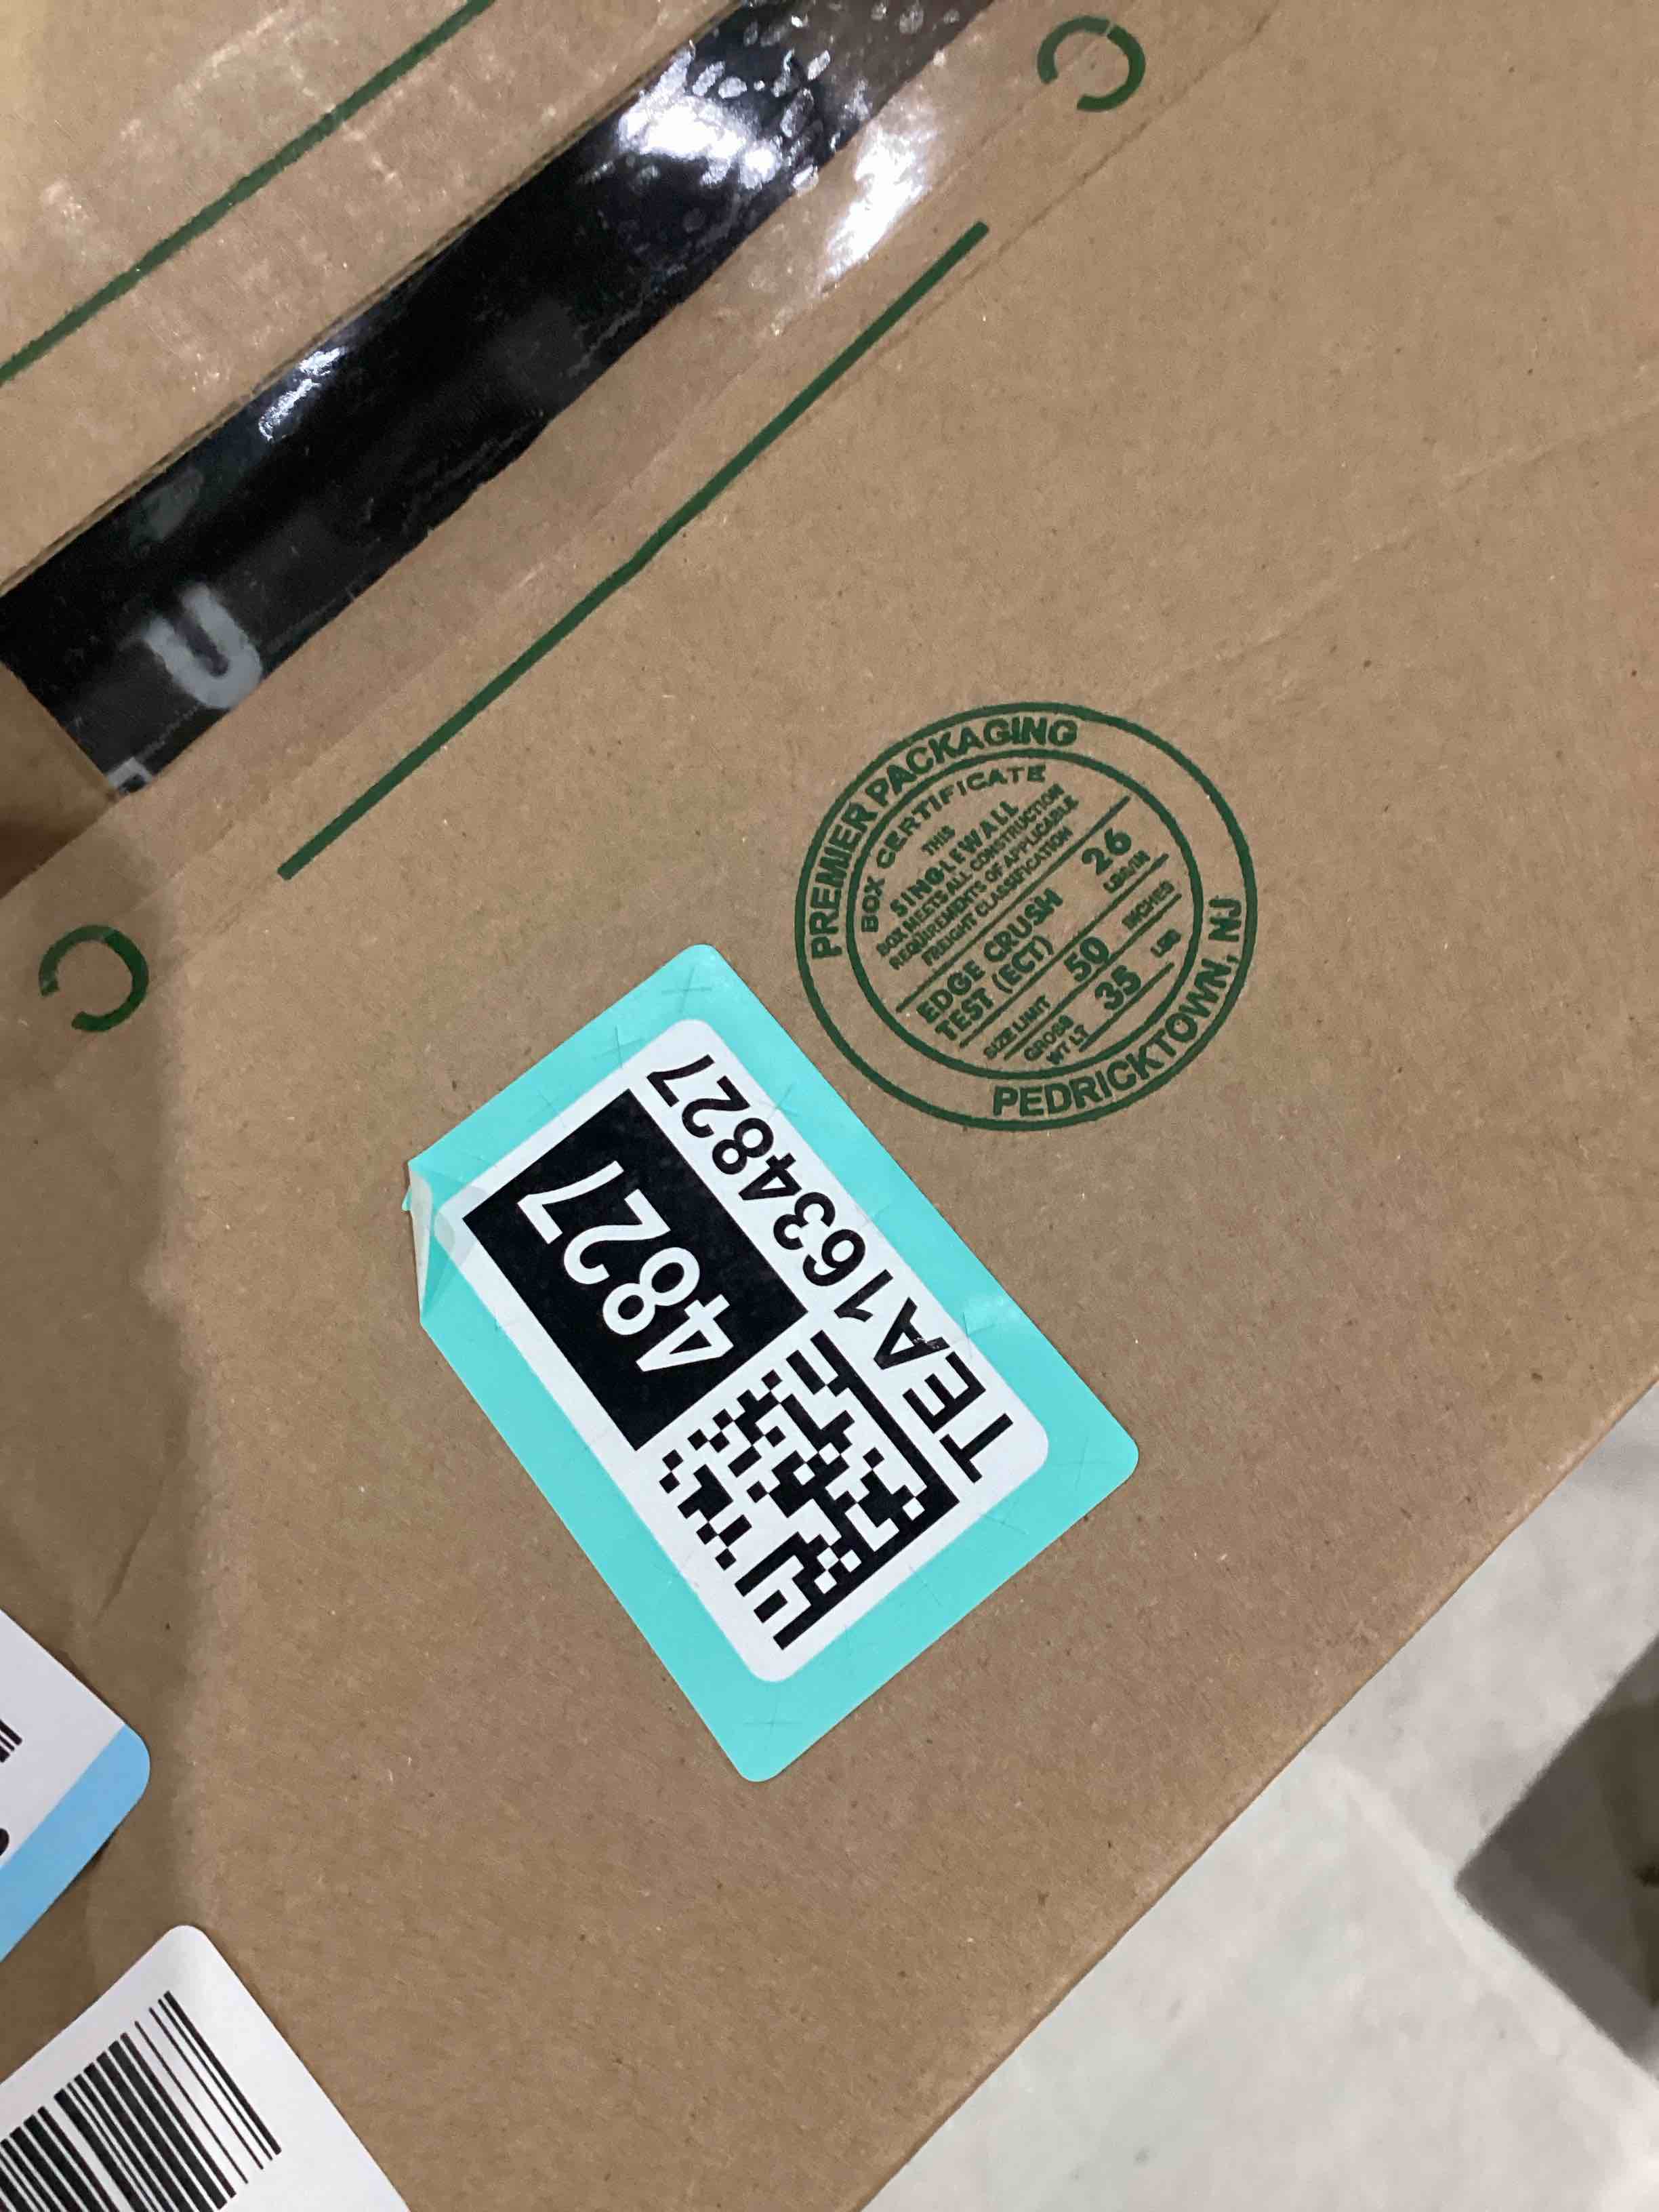 PREMIER PACKAGING
BOX CERTIFICATE
THIS
SINGLEWALL
BOX MEETS ALL CONSTRUCTION
REQUIREMENTS OF APPLICABLE
FREIGHT CLASSIFICATION
EDGE CRUSH
TEST (ECT)
26
LBS/IN
SIZE LIMIT 50 INCHES
GROSS
WT LT
35 LBS
PEDRICKTOWN, NJ
4827
TEA1634827